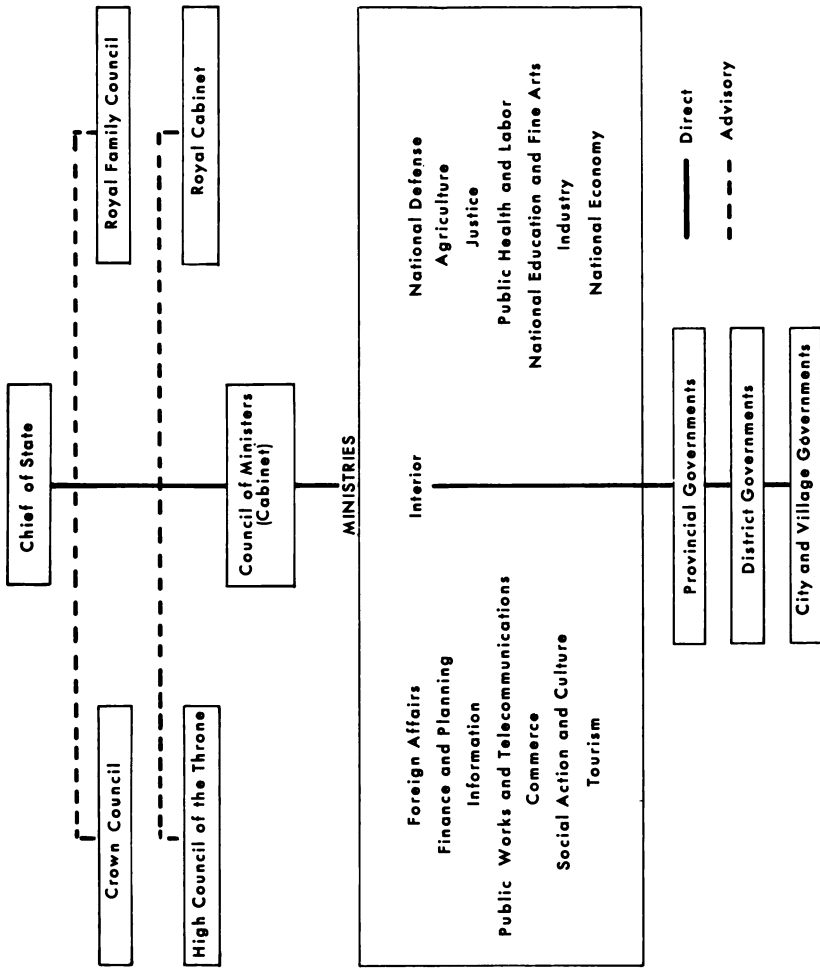 Chief of State
Crown Council
Royal Family Council
High Council of the Throne
Royal Cabinet
Council of Ministers
(Cabinet)
MINISTRIES
Foreign Affairs
Finance and Planning
Information
Public Works and Telecommunications
Commerce
Social Action and Culture
Tourism
Interior
National Defense
Agriculture
Justice
Public Health and Labor
National Education and Fine Arts
Industry
National Economy
Provincial Governments
District Governments
City and Village Governments
Direct
Advisory